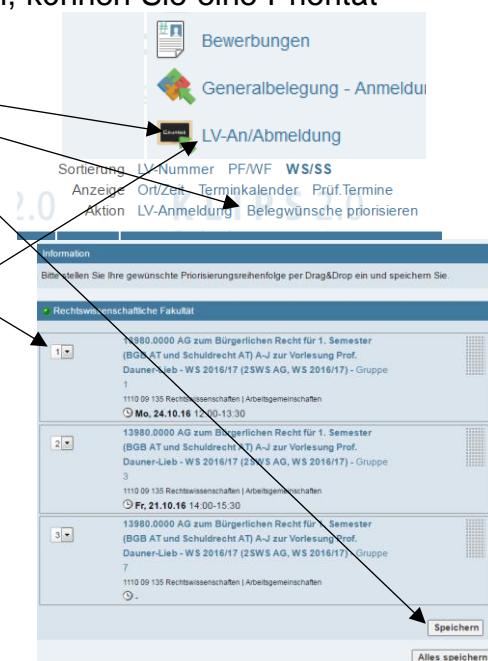 , können Sie eine Priorität
Bewerbungen
Generalbelegung - Anmeldu
LV-An/Abmeldung
Sortierung LV-Nummer PF/WF WS/SS
Anzeige Ort/Zeit Terminkalender Prüf.Termine
Aktion LV-Anmeldung Belegwünsche priorisieren
2.0 KLIPS 2.0
Information
Bitte stellen Sie Ihre gewünschte Priorisierungsreihenfolge per Drag&Drop ein und speichern Sie.
Rechtswissenschaftliche Fakultät
1
13980.0000 AG zum Bürgerlichen Recht für 1. Semester
(BGB AT und Schuldrecht AT) A-J zur Vorlesung Prof.
Dauner-Lieb - WS 2016/17 (2SWS AG, WS 2016/17) - Gruppe
1
1110 09 135 Rechtswissenschaften | Arbeitsgemeinschaften
Mo, 24.10.16 12:00-13:30
2
13980.0000 AG zum Bürgerlichen Recht für 1. Semester
(BGB AT und Schuldrecht AT) A-J zur Vorlesung Prof.
Dauner-Lieb - WS 2016/17 (2SWS AG, WS 2016/17) - Gruppe
3
1110 09 135 Rechtswissenschaften | Arbeitsgemeinschaften
Fr, 21.10.16 14:00-15:30
3
13980.0000 AG zum Bürgerlichen Recht für 1. Semester
(BGB AT und Schuldrecht AT) A-J zur Vorlesung Prof.
Dauner-Lieb - WS 2016/17 (2SWS AG, WS 2016/17) - Gruppe
7
1110 09 135 Rechtswissenschaften | Arbeitsgemeinschaften
-
Speichern
Alles speichern